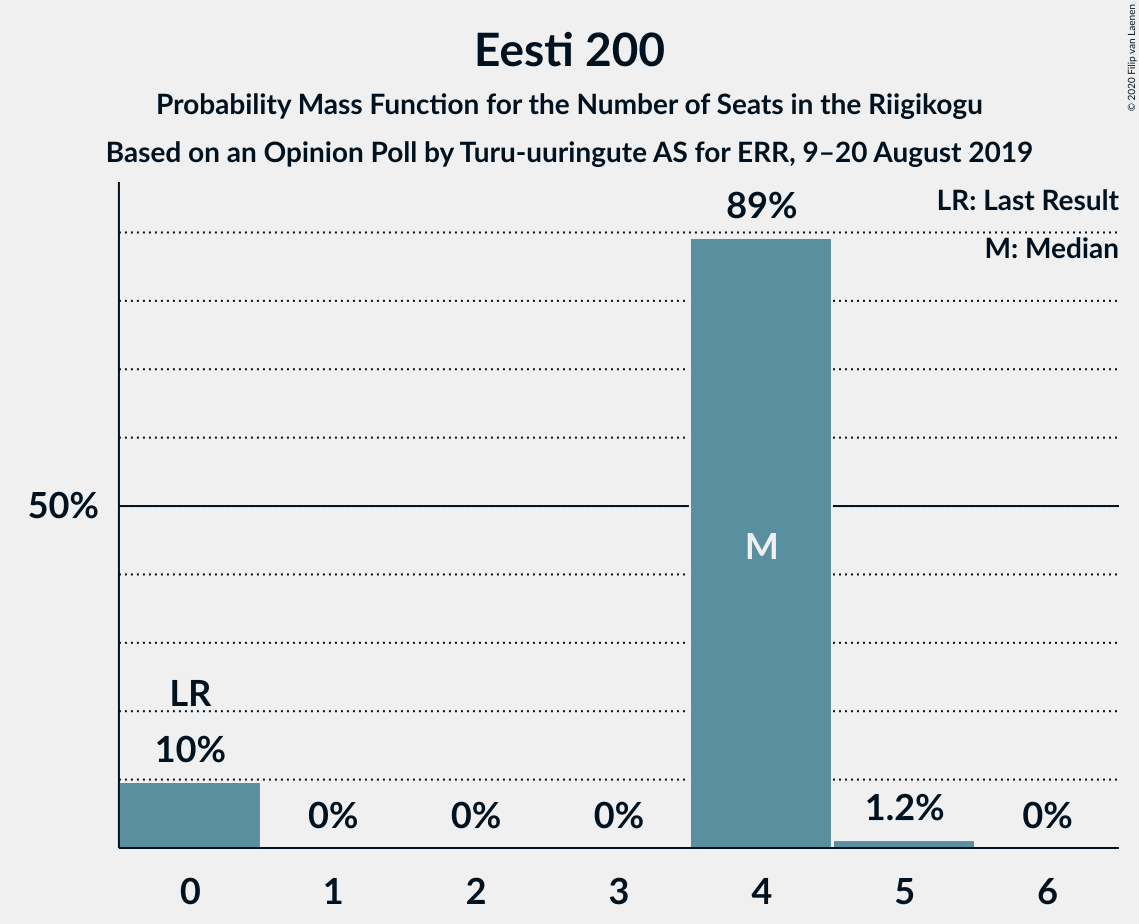 Eesti 200
Probability Mass Function for the Number of Seats in the Riigikogu
Based on an Opinion Poll by Turu-uuringute AS for ERR, 9–20 August 2019
© 2020 Filip van Laenen
LR: Last Result
M: Median
89%
50%
M
LR
10%
0%
0%
0%
1.2%
0%
0 1 2 3 4 5 6